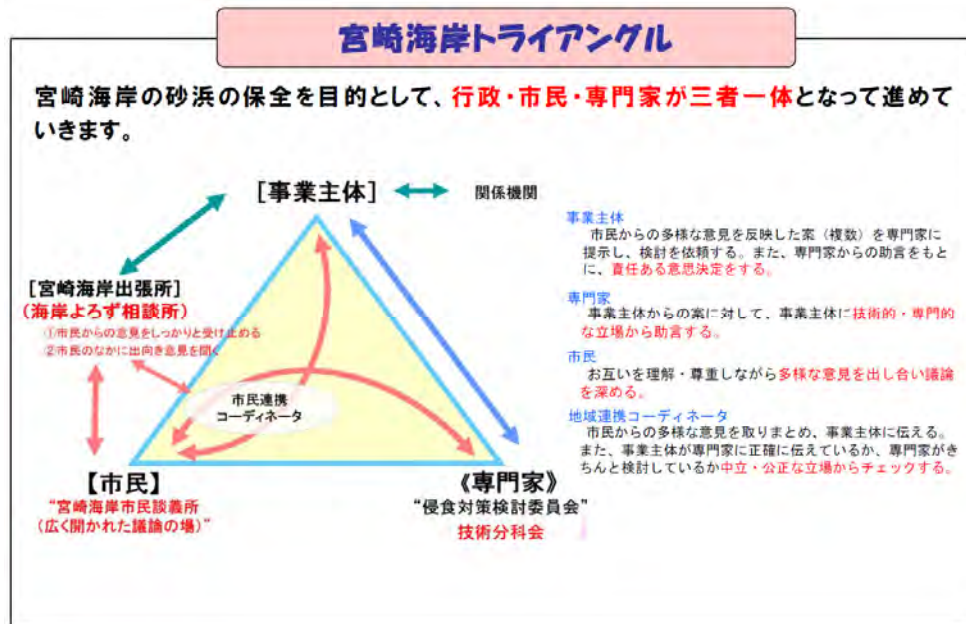 宮崎海岸トライアングル
宮崎海岸の砂浜の保全を目的として、行政・市民・専門家が三者一体となって進めて
いきます。
[事業主体]
関係機関
[宮崎海岸出張所]
(海岸よろず相談所)
①市民からの意見をしっかりと受け止める
②市民のなかに出向き意見を聞く
市民連携
コーディネータ
【市民】
“宮崎海岸市民談義所
(広く開かれた議論の場)”
《専門家》
“侵食対策検討委員会”
技術分科会
事業主体
市民からの多様な意見を反映した案（複数）を専門家に
提示し、検討を依頼する。また、専門家からの助言をもと
に、責任ある意思決定をする。
専門家
事業主体からの案に対して、事業主体に技術的・専門的
な立場から助言する。
市民
お互いを理解・尊重しながら多様な意見を出し合い議論
を深める。
地域連携コーディネータ
市民からの多様な意見を取りまとめ、事業主体に伝える。
また、事業主体が専門家に正確に伝えているか、専門家がき
ちんと検討しているか中立・公正な立場からチェックする。